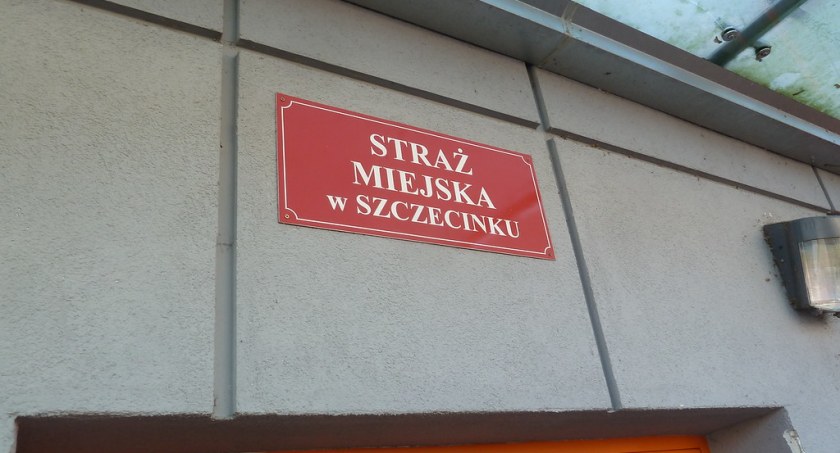 STRAŻ
MIEJSKA
w SZCZECINKU